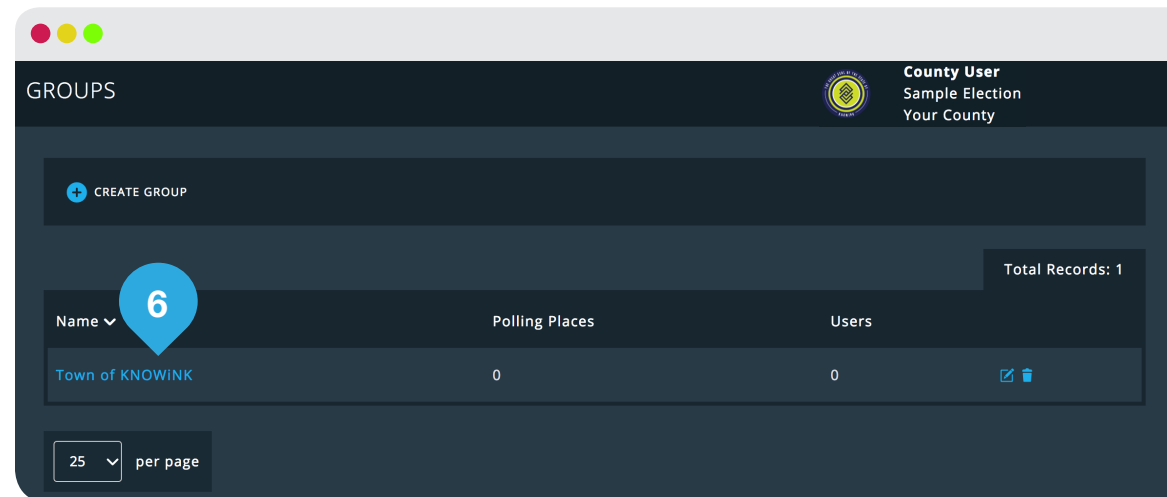 GROUPS
County User
Sample Election
Your County
CREATE GROUP
Total Records: 1
6
Name Polling Places Users
Town of KNOWiNK 0 0
25 per page